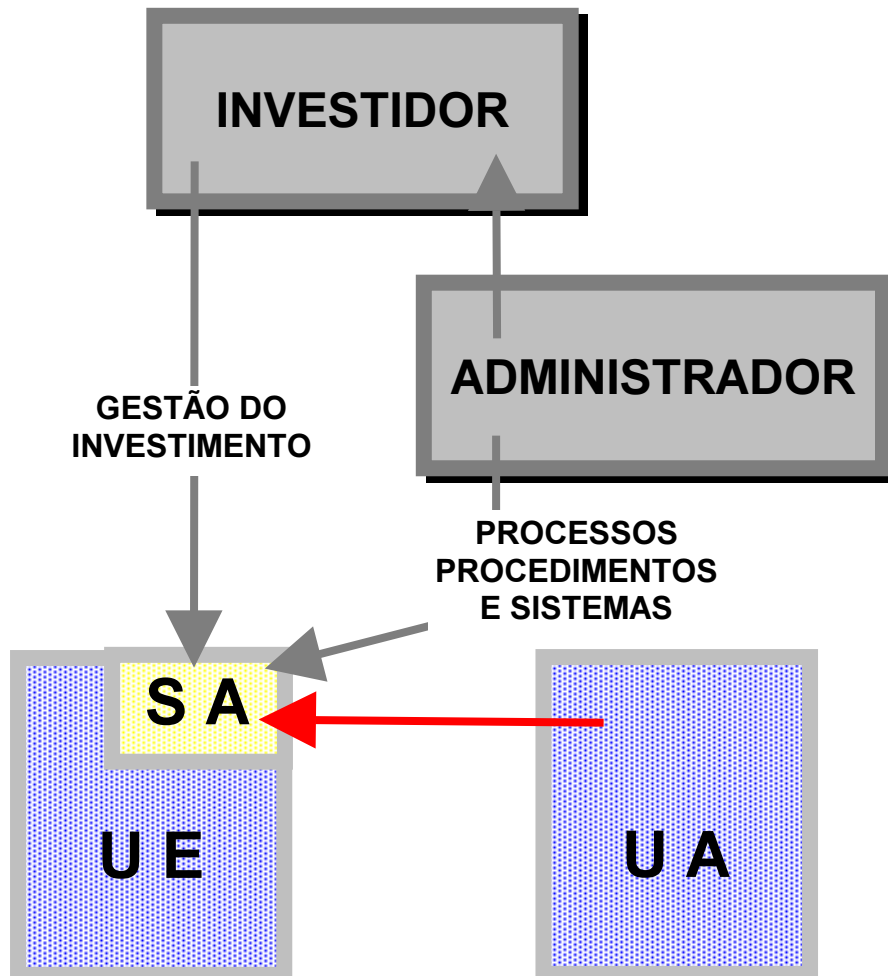 INVESTIDOR
ADMINISTRADOR
GESTÃO DO
INVESTIMENTO
PROCESSOS
PROCEDIMENTOS
E SISTEMAS
S A
U E
U A